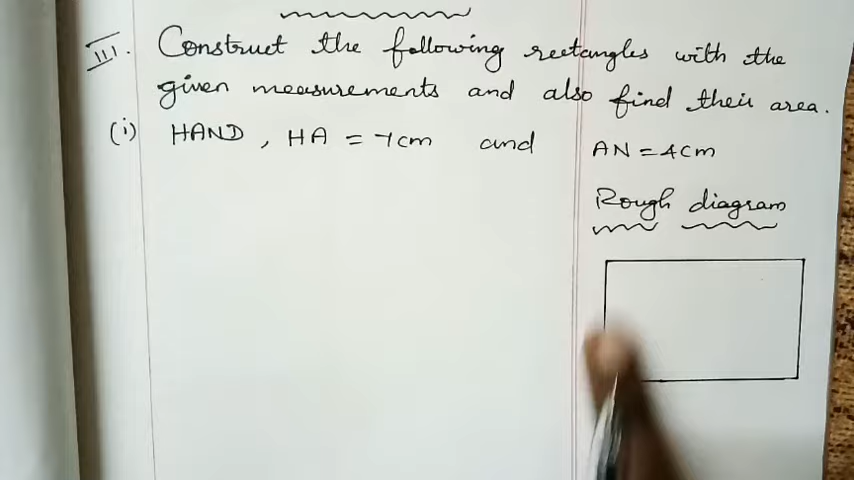 III. Construct the following rectangles with the
given measurements and also find their area.
(i) HAND, HA = 7cm and AN = 4cm
Rough diagram